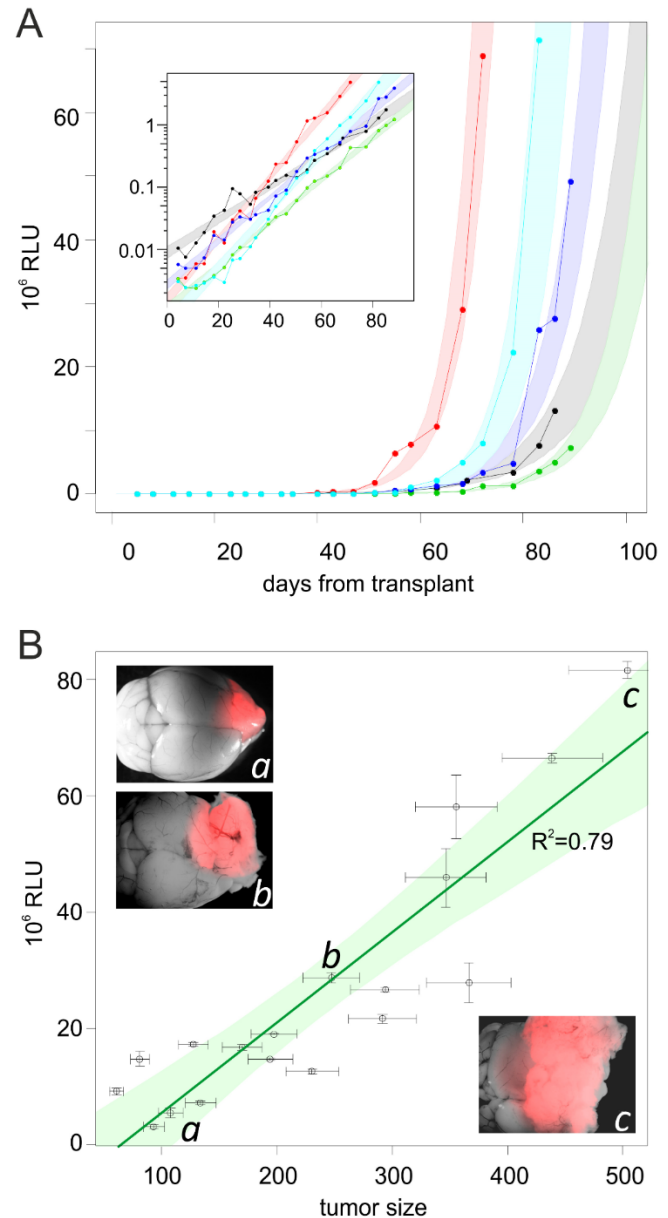 A
60
40
20
0
10⁶ RLU
1
0.1
0.01
0 20 40 60 80
0 20 40 60 80 100
days from transplant
B
80
60
40
20
0
10⁶ RLU
a
b
c
R²=0.79
b
a
c
100 200 300 400 500
tumor size